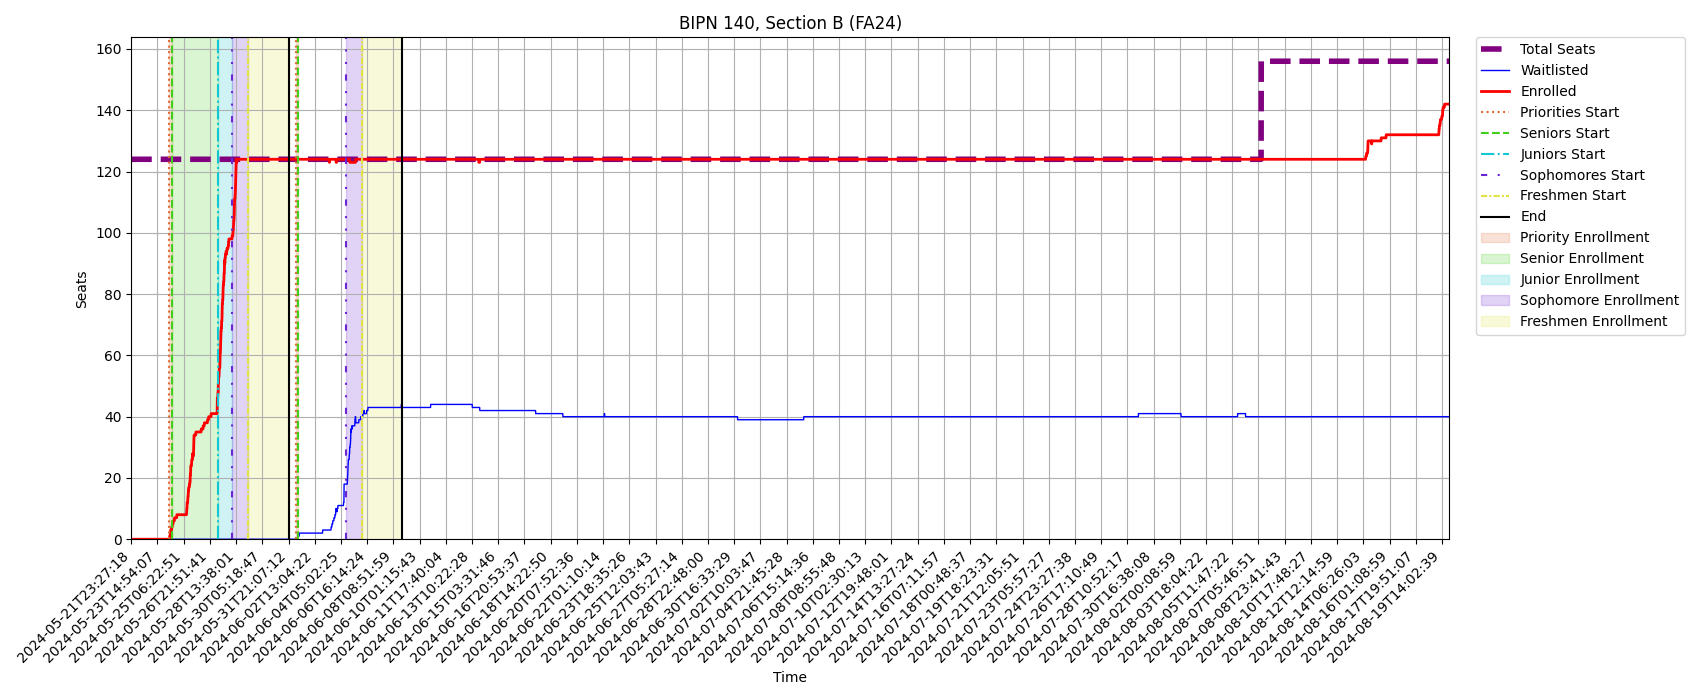 BIPN 140, Section B (FA24)
Seats
160
140
120
100
80
60
40
20
0
2024-05-21T23:27:18
2024-05-23T14:54:07
2024-05-25T06:22:51
2024-05-26T21:51:41
2024-05-28T13:38:01
2024-05-30T05:18:47
2024-05-31T21:07:12
2024-06-02T13:04:22
2024-06-04T05:02:25
2024-06-06T16:14:24
2024-06-08T08:51:59
2024-06-10T01:15:43
2024-06-11T17:40:04
2024-06-13T10:22:28
2024-06-15T03:31:46
2024-06-16T20:53:37
2024-06-18T14:22:50
2024-06-20T07:52:36
2024-06-22T01:10:14
2024-06-23T18:35:26
2024-06-25T12:03:43
2024-06-27T05:27:14
2024-06-28T22:48:00
2024-06-30T16:33:29
2024-07-02T10:03:47
2024-07-04T21:45:28
2024-07-06T15:14:36
2024-07-08T08:55:48
2024-07-10T02:30:13
2024-07-12T19:48:01
2024-07-14T13:27:24
2024-07-16T07:11:57
2024-07-18T00:48:37
2024-07-19T18:23:31
2024-07-21T12:05:51
2024-07-23T05:57:27
2024-07-24T23:27:38
2024-07-26T17:10:49
2024-07-28T10:52:17
2024-07-30T16:38:08
2024-08-02T00:08:59
2024-08-03T18:04:22
2024-08-05T11:47:22
2024-08-07T05:46:51
2024-08-08T23:41:43
2024-08-10T17:48:27
2024-08-12T12:14:59
2024-08-14T06:26:03
2024-08-16T01:08:59
2024-08-17T19:51:07
2024-08-19T14:02:39
Time
Total Seats
Waitlisted
Enrolled
Priorities Start
Seniors Start
Juniors Start
Sophomores Start
Freshmen Start
End
Priority Enrollment
Senior Enrollment
Junior Enrollment
Sophomore Enrollment
Freshmen Enrollment